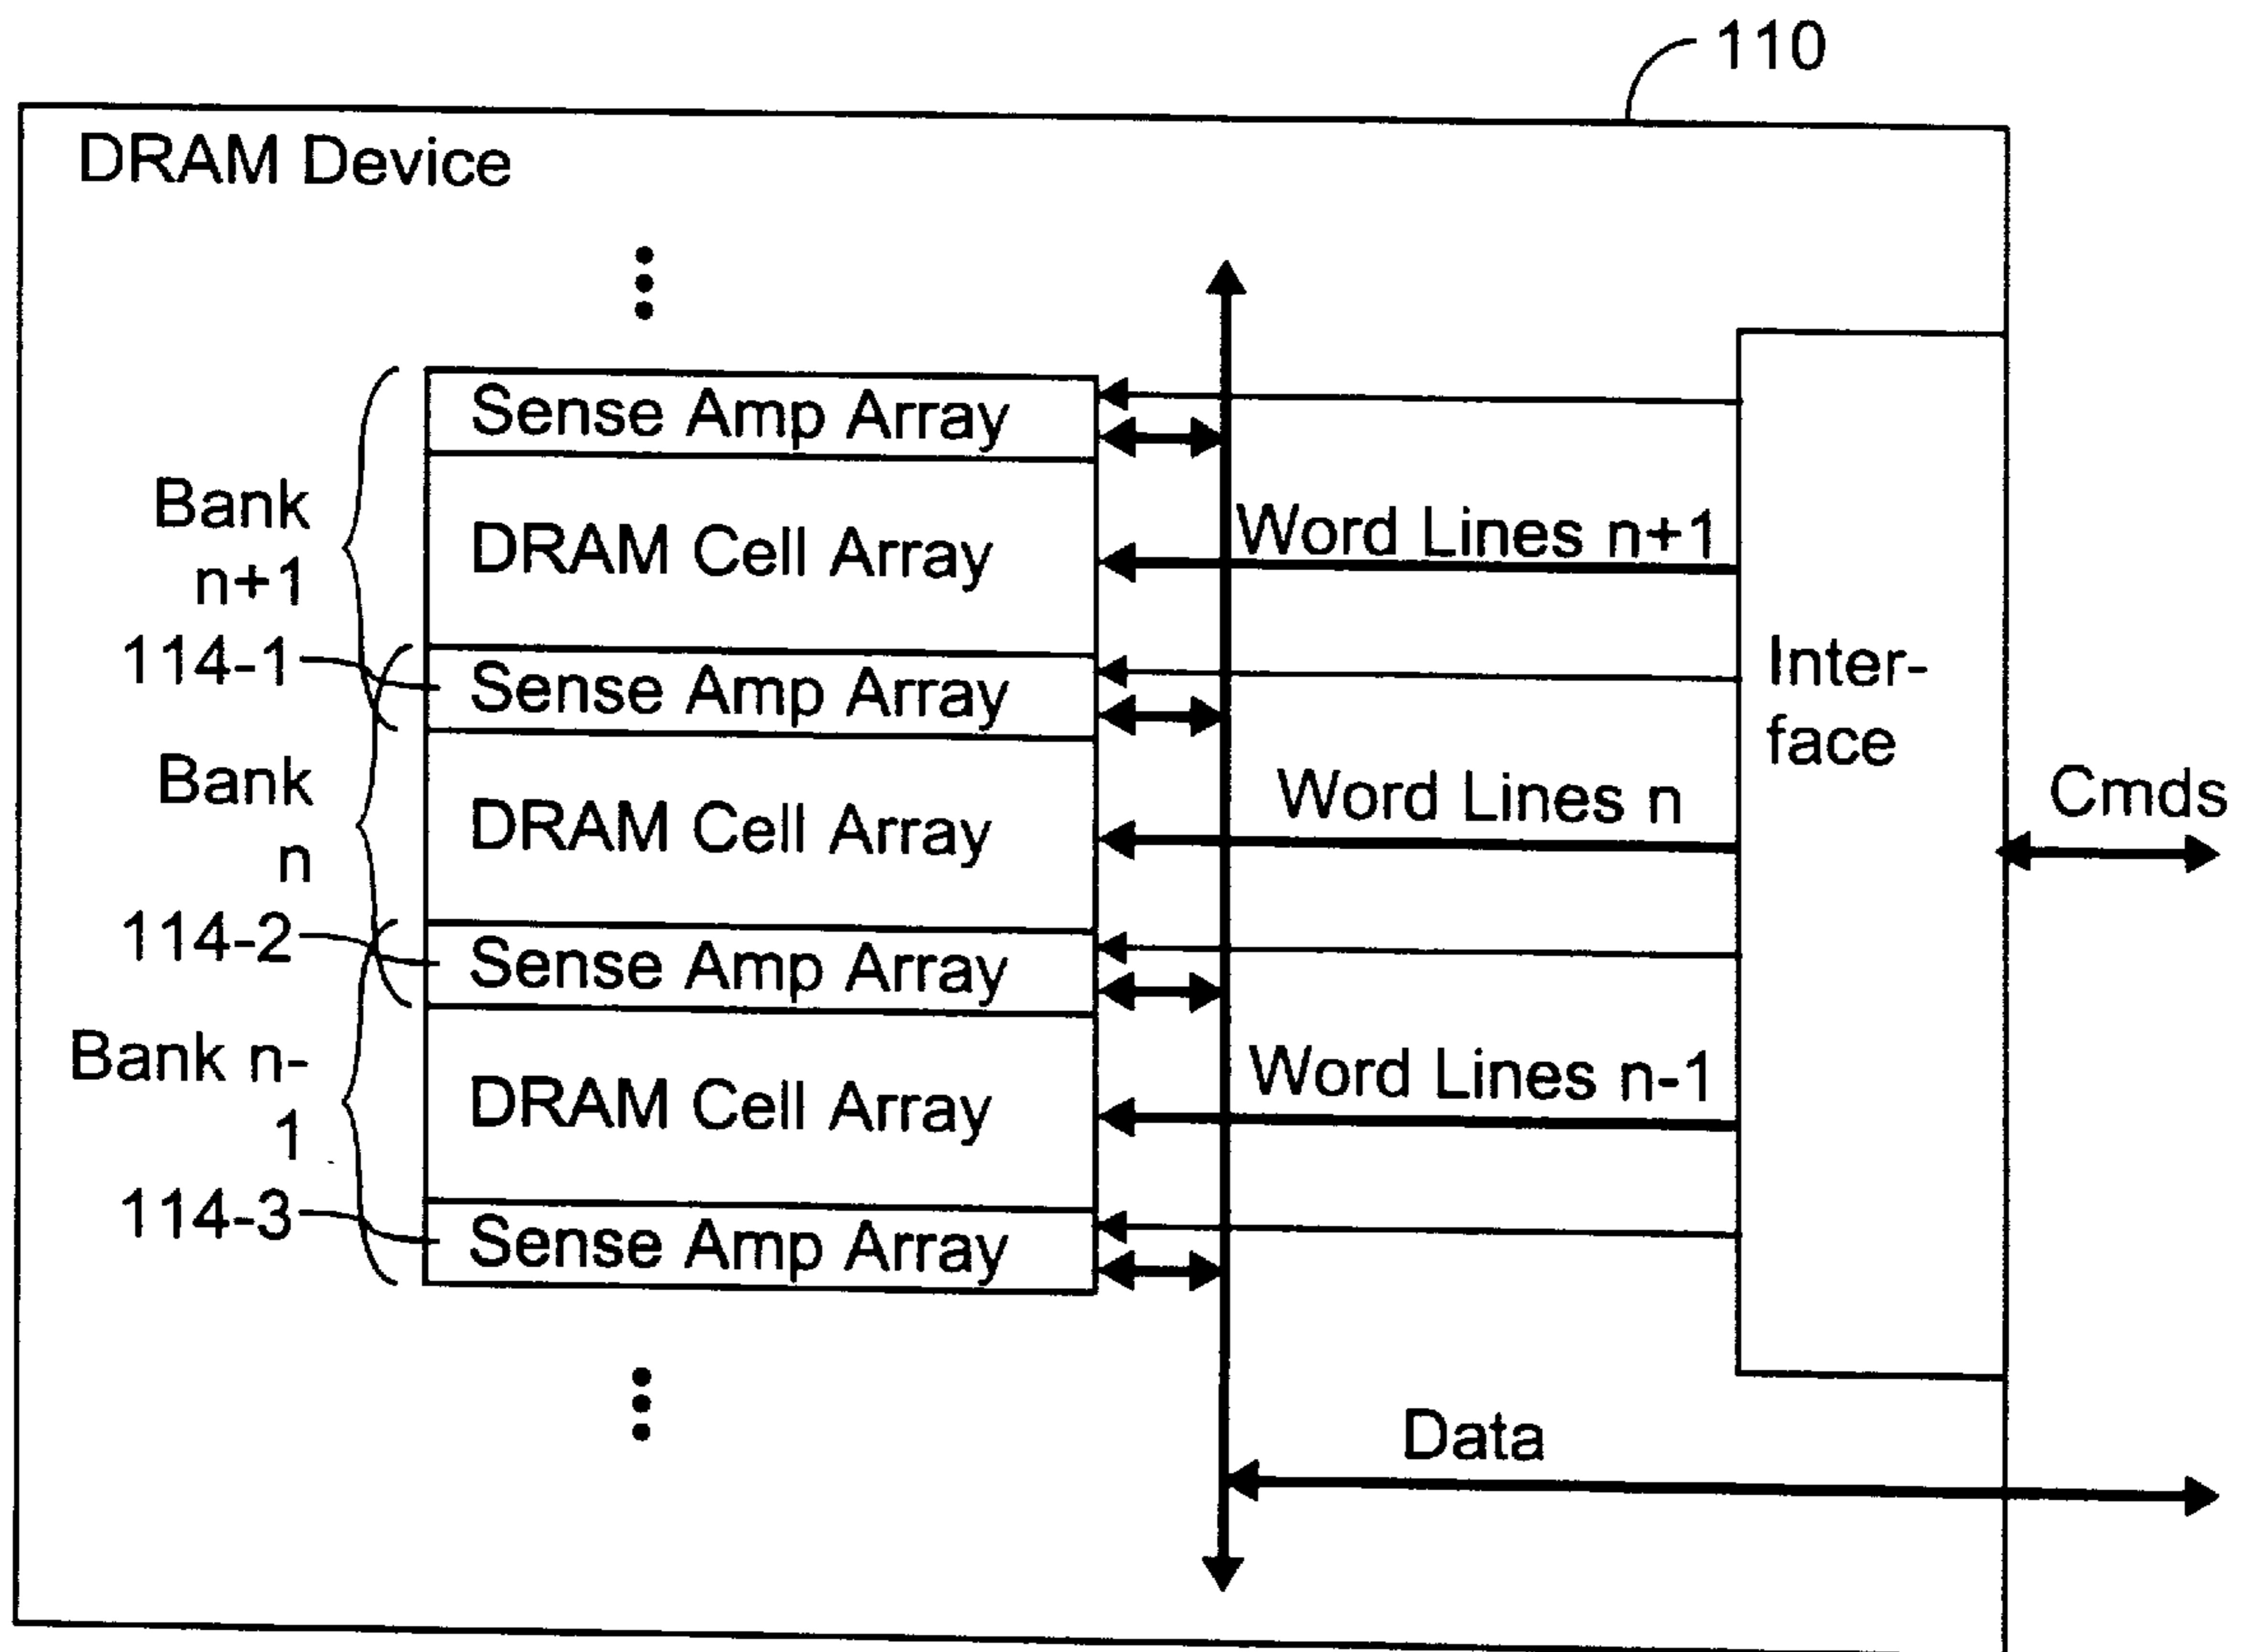 110
DRAM Device
Sense Amp Array
Bank
n+1
DRAM Cell Array
Word Lines n+1
114-1
Sense Amp Array
Inter-
face
Bank
n
DRAM Cell Array
Word Lines n
Cmds
114-2
Sense Amp Array
Bank n-
1
DRAM Cell Array
Word Lines n-1
114-3
Sense Amp Array
Data